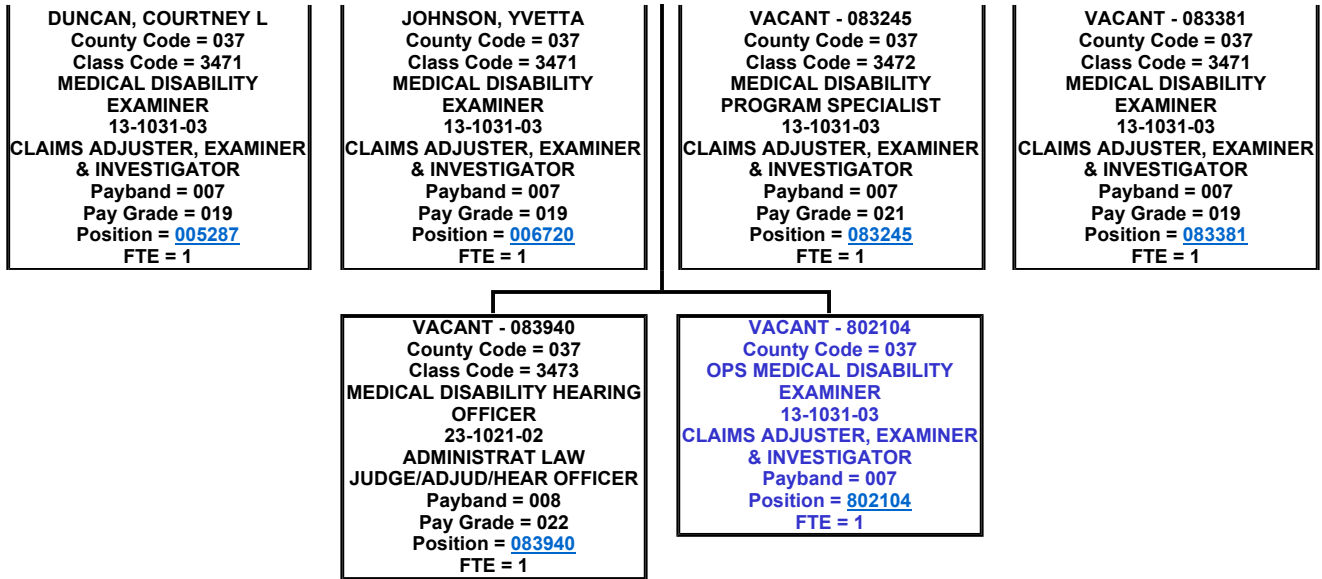 DUNCAN, COURTNEY L
County Code = 037
Class Code = 3471
MEDICAL DISABILITY
EXAMINER
13-1031-03
CLAIMS ADJUSTER, EXAMINER
& INVESTIGATOR
Payband = 007
Pay Grade = 019
Position = 005287
FTE = 1
JOHNSON, YVETTA
County Code = 037
Class Code = 3471
MEDICAL DISABILITY
EXAMINER
13-1031-03
CLAIMS ADJUSTER, EXAMINER
& INVESTIGATOR
Payband = 007
Pay Grade = 019
Position = 006720
FTE = 1
VACANT - 083245
County Code = 037
Class Code = 3472
MEDICAL DISABILITY
PROGRAM SPECIALIST
13-1031-03
CLAIMS ADJUSTER, EXAMINER
& INVESTIGATOR
Payband = 007
Pay Grade = 021
Position = 083245
FTE = 1
VACANT - 083381
County Code = 037
Class Code = 3471
MEDICAL DISABILITY
EXAMINER
13-1031-03
CLAIMS ADJUSTER, EXAMINER
& INVESTIGATOR
Payband = 007
Pay Grade = 019
Position = 083381
FTE = 1
VACANT - 083940
County Code = 037
Class Code = 3473
MEDICAL DISABILITY HEARING
OFFICER
23-1021-02
ADMINISTRAT LAW
JUDGE/ADJUD/HEAR OFFICER
Payband = 008
Pay Grade = 022
Position = 083940
FTE = 1
VACANT - 802104
County Code = 037
OPS MEDICAL DISABILITY
EXAMINER
13-1031-03
CLAIMS ADJUSTER, EXAMINER
& INVESTIGATOR
Payband = 007
Position = 802104
FTE = 1